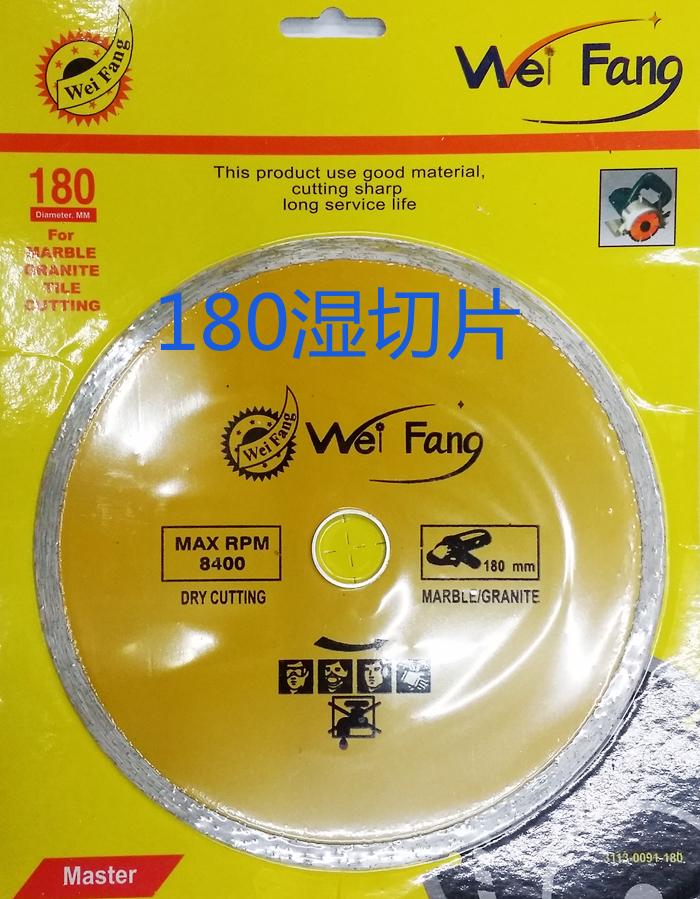 Wei Fang
Wei Fang
180
Diameter. MM
For
MARBLE
GRANITE
TILE
CUTTING
This product use good material,
cutting sharp
long service life
180湿切片
Wei Fang
Wei Fang
MAX RPM
8400
DRY CUTTING
180 mm
MARBLE/GRANITE
3113-0091-180
Master